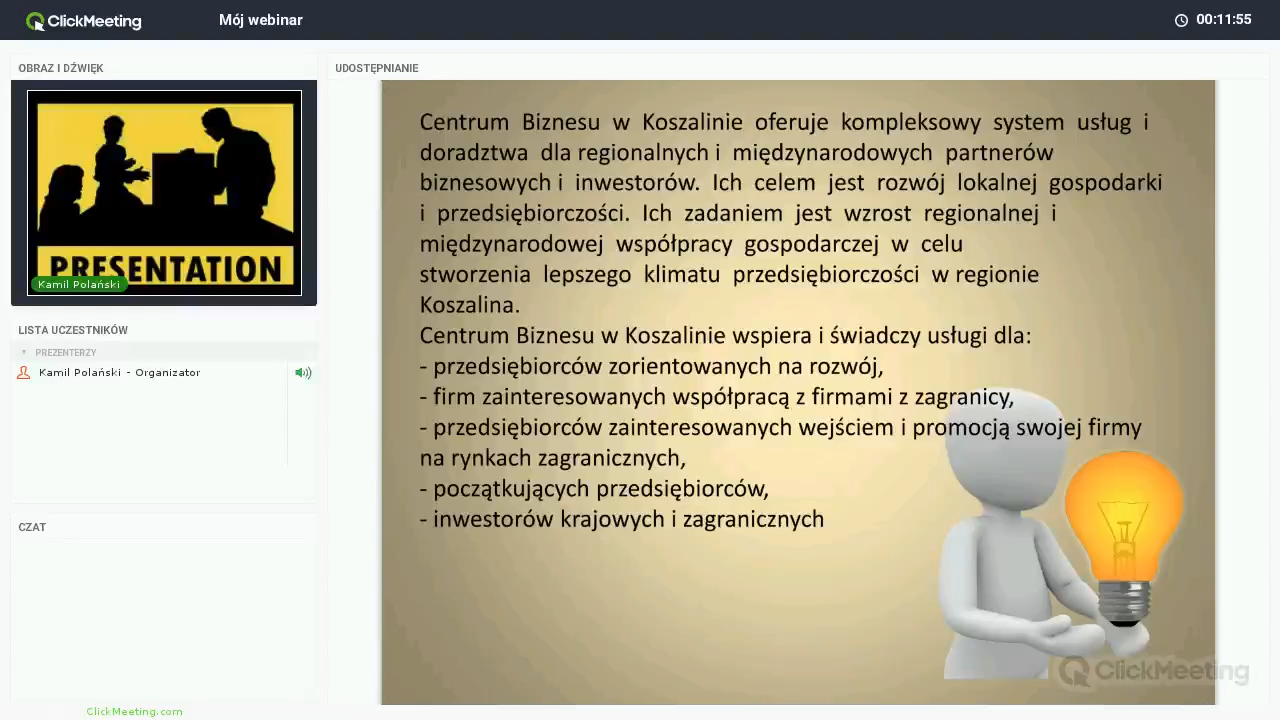 ClickMeeting
Mój webinar
00:11:55
OBRAZ I DŹWIĘK
PRESENTATION
Kamil Polański
LISTA UCZESTNIKÓW
PREZENTERZY
Kamil Polański - Organizator
CZAT
ClickMeeting.com
UDOSTĘPNIANIE
Centrum Biznesu w Koszalinie oferuje kompleksowy system usług i
doradztwa dla regionalnych i międzynarodowych partnerów
biznesowych i inwestorów. Ich celem jest rozwój lokalnej gospodarki
i przedsiębiorczości. Ich zadaniem jest wzrost regionalnej i
międzynarodowej współpracy gospodarczej w celu
stworzenia lepszego klimatu przedsiębiorczości w regionie
Koszalina.
Centrum Biznesu w Koszalinie wspiera i świadczy usługi dla:
- przedsiębiorców zorientowanych na rozwój,
- firm zainteresowanych współpracą z firmami z zagranicy,
- przedsiębiorców zainteresowanych wejściem i promocją swojej firmy
na rynkach zagranicznych,
- początkujących przedsiębiorców,
- inwestorów krajowych i zagranicznych
ClickMeeting